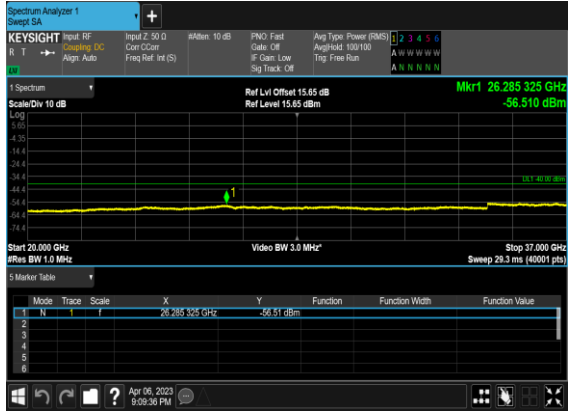 Spectrum Analyzer 1
Swept SA
+
KEYSIGHT Input: RF Input Z: 50 Ω #Atten: 10 dB PNO: Fast Avg Type: Power (RMS) 1 2 3 4 5 6
R T Coupling: DC Corr CCorr Gate: Off Avg|Hold: 100/100 A W W W W W
Align: Auto Freq Ref: Int (S) IF Gain: Low Trig: Free Run
LXI Sig Track: Off A N N N N N
1 Spectrum Ref Lvl Offset 15.65 dB Mkr1 26.285 325 GHz
Scale/Div 10 dB Ref Level 15.65 dBm -56.510 dBm
Log
5.65
-4.35
-14.4
-24.4
-34.4
DL1 -40.00 dBm
-44.4
1
-54.4
-64.4
-74.4
Start 20.000 GHz Video BW 3.0 MHz* Stop 37.000 GHz
#Res BW 1.0 MHz Sweep 29.3 ms (40001 pts)
5 Marker Table
Mode Trace Scale X Y Function Function Width Function Value
1 N 1 f 26.285 325 GHz -56.51 dBm
2
3
4
5
6
? Apr 06, 2023
9:09:36 PM